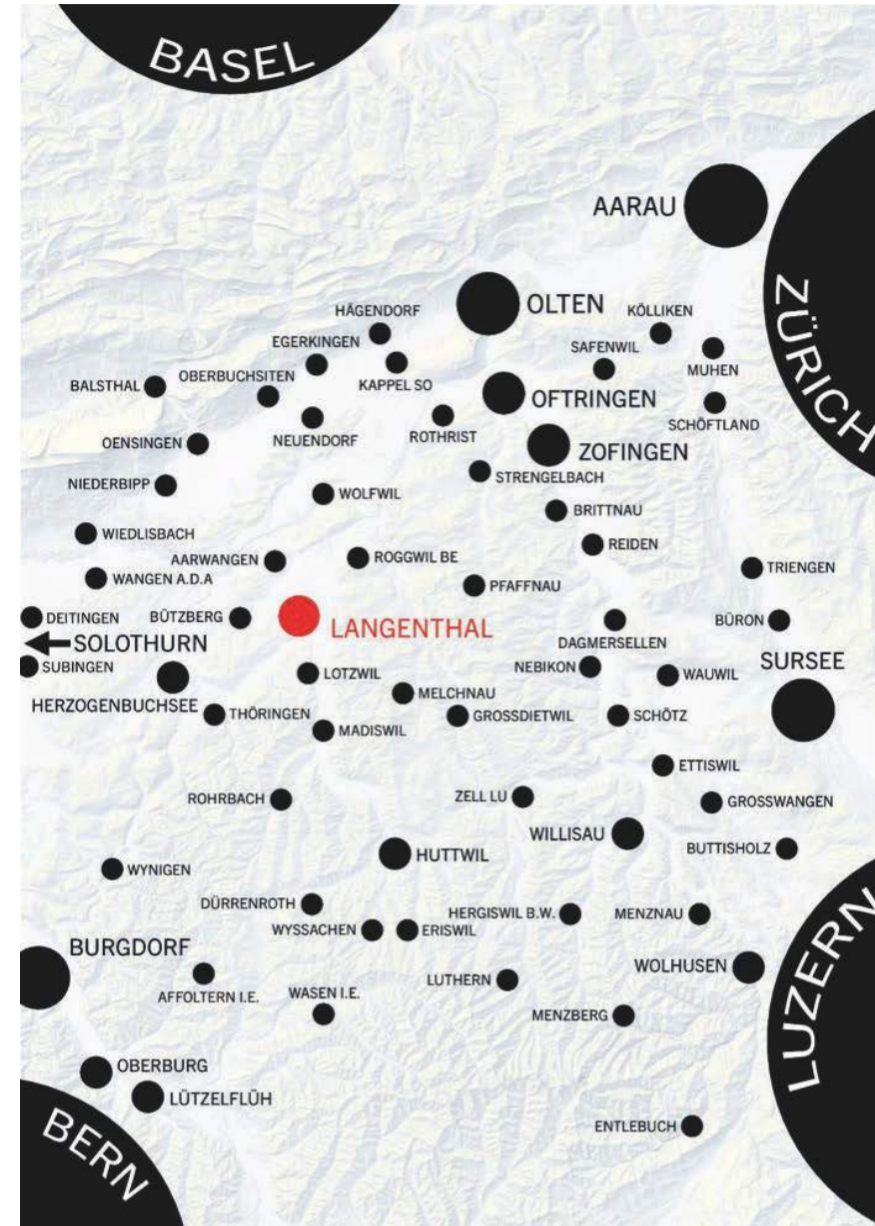 BASEL
AARAU
ZÜRICH
OLTEN
HÄGENDORF
KÖLLIKEN
EGERKINGEN
SAFENWIL
MUHEN
OBERBUCHSITEN
BALSTHAL
KAPPEL SO
OFTRINGEN
SCHÖFTLAND
NEUENDORF
ROTHRIST
OENSINGEN
ZOFINGEN
STRENGELBACH
NIEDERBIPP
WOLFWIL
BRITTNAU
WIEDLISBACH
REIDEN
AARWANGEN
ROGGWIL BE
TRIENGEN
WANGEN A.D.A
PFAFFNAU
DEITINGEN
BÜTZBERG
LANGENTHAL
BÜRON
SOLOTHURN
DAGMERSELLEN
SUBINGEN
NEBIKON
SURSEE
LOTZWIL
WAUWIL
MELCHNAU
HERZOGENBUCHSEE
THÖRINGEN
GROSSDIETWIL
SCHÖTZ
MADISWIL
ETTISWIL
ROHRBACH
ZELL LU
GROSSWANGEN
WILLISAU
BUTTISHOLZ
HUTTWIL
WYNIGEN
DÜRRENROTH
HERGISWIL B.W.
MENZNAU
WYSSACHEN
ERISWIL
BURGDORF
WOLHUSEN
LUZERN
AFFOLTERN I.E.
WASEN I.E.
LUTHERN
MENZBERG
OBERBURG
LÜTZELFLÜH
ENTLEBUCH
BERN